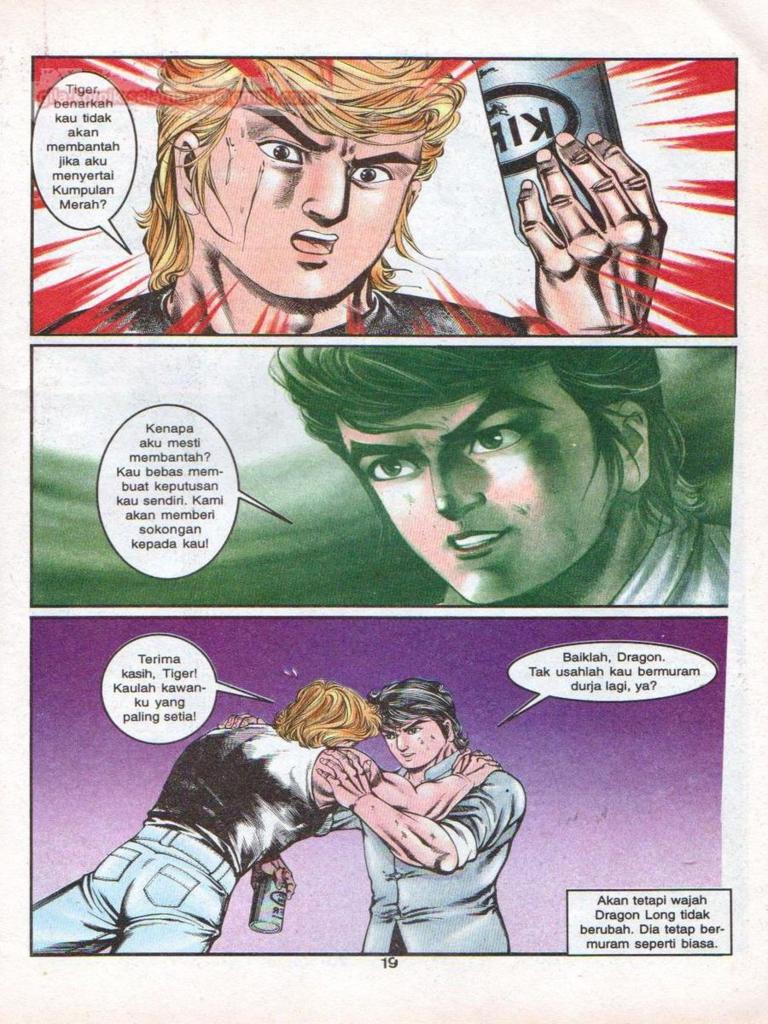 Tiger,
benarkah
kau tidak
akan
membantah
jika aku
menyertai
Kumpulan
Merah?
KIR
Kenapa
aku mesti
membantah?
Kau bebas mem-
buat keputusan
kau sendiri. Kami
akan memberi
sokongan
kepada kau!
Terima
kasih, Tiger!
Kaulah kawan-
ku yang
paling setia!
Baiklah, Dragon.
Tak usahlah kau bermuram
durja lagi, ya?
Akan tetapi wajah
Dragon Long tidak
berubah. Dia tetap ber-
muram seperti biasa.
19